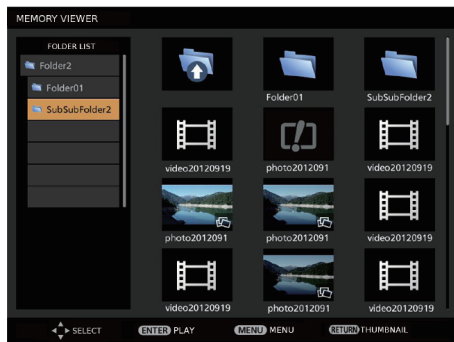 MEMORY VIEWER
FOLDER LIST
Folder2
Folder01
SubSubFolder2
Folder01
SubSubFolder2
video20120919
photo2012091
video20120919
photo2012091
photo2012091
video20120919
video20120919
photo2012091
video20120919
SELECT
ENTER PLAY
MENU MENU
RETURN THUMBNAIL